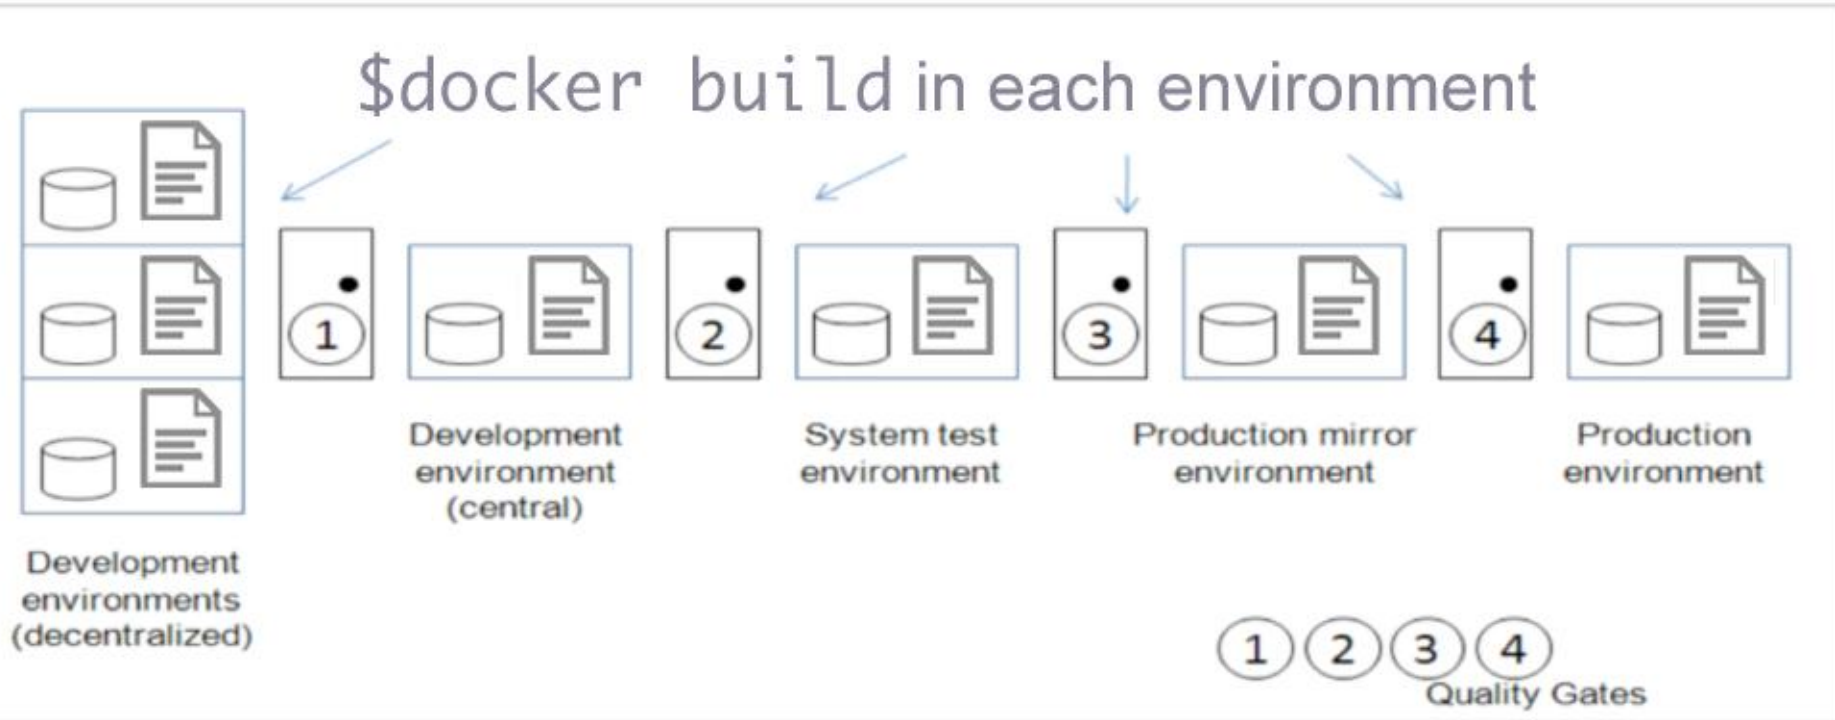 $docker build in each environment
1
2
3
4
Development
environments
(decentralized)
Development
environment
(central)
System test
environment
Production mirror
environment
Production
environment
1 2 3 4
Quality Gates